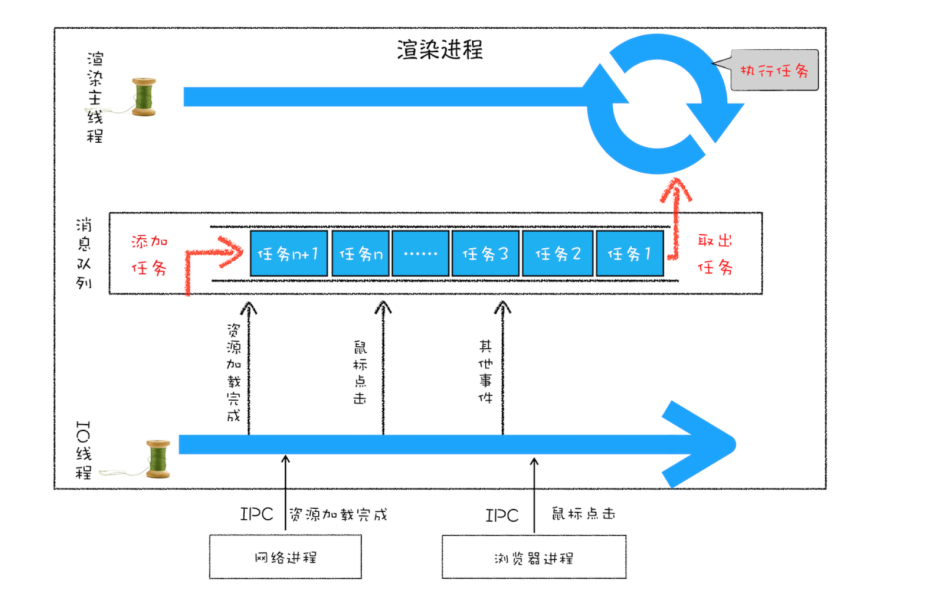 渲染进程
渲染主线程
执行任务
消息队列
添加
任务
任务n+1
任务n
……
任务3
任务2
任务1
取出
任务
资源加载完成
鼠标点击
其他事件
IO线程
IPC
资源加载完成
IPC
鼠标点击
网络进程
浏览器进程